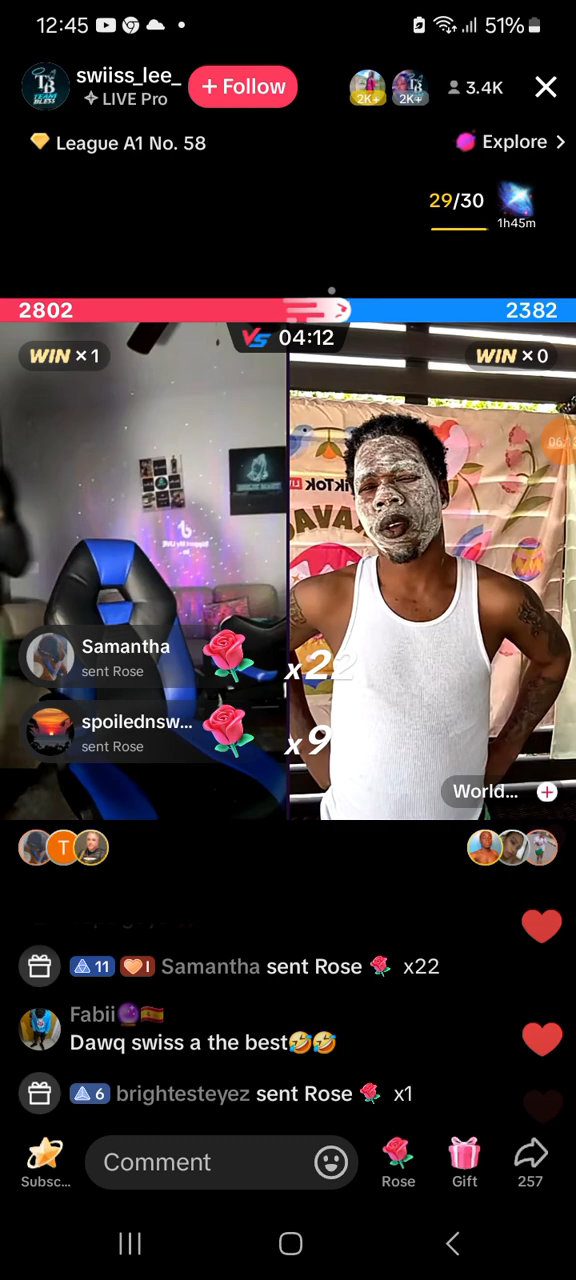 12:45
51%
swiiss_lee_
LIVE Pro
+ Follow
2K+
2K+
3.4K
League A1 No. 58
Explore >
29/30
1h45m
2802
2382
VS 04:12
WIN ×1
WIN ×0
TikTok
Samantha
sent Rose
x22
spoilednsw...
sent Rose
x9
World...
T
11 I Samantha sent Rose x22
Fabii🔮🇪🇸
Dawq swiss a the best🤣🤣
6 brightesteyez sent Rose x1
Subsc...
Comment
Rose
Gift
257